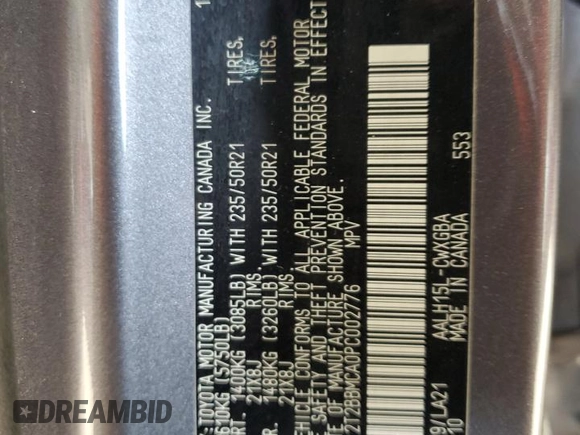 TOYOTA MOTOR MANUFACTURING CANADA INC.
610KG (5750LB)
1400KG (3085LB) WITH 235/50R21 TIRES,
21X8J RIMS,
1480KG (3260LB) WITH 235/50R21 TIRES,
21X8J RIMS,
VEHICLE CONFORMS TO ALL APPLICABLE FEDERAL MOTOR
SAFETY AND THEFT PREVENTION STANDARDS IN EFFECT
OF MANUFACTURE SHOWN ABOVE.
2T2BBMCA0PC002776 MPV
AALH15L-CWXGBA 553
MADE IN CANADA
9/LA21
10
DREAMBID